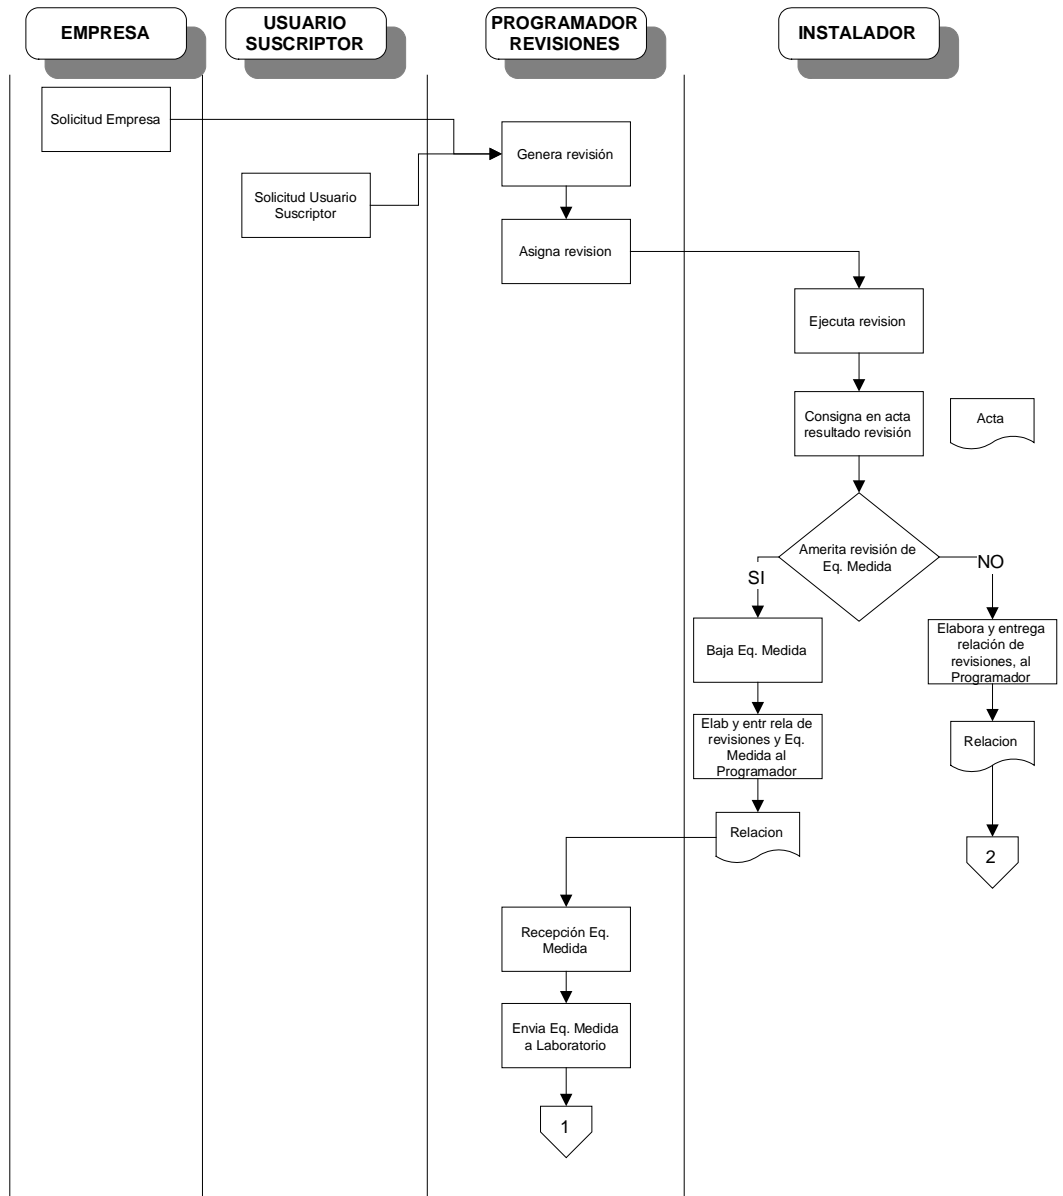 EMPRESA
USUARIO
SUSCRIPTOR
PROGRAMADOR
REVISIONES
INSTALADOR
Solicitud Empresa
Genera revisión
Solicitud Usuario
Suscriptor
Asigna revision
Ejecuta revision
Consigna en acta
resultado revisión
Acta
Amerita revisión de
Eq. Medida
SI
NO
Baja Eq. Medida
Elabora y entrega
relación de
revisiones, al
Programador
Elab y entr rela de
revisiones y Eq.
Medida al
Programador
Relacion
Relacion
2
Recepción Eq.
Medida
Envia Eq. Medida
a Laboratorio
1